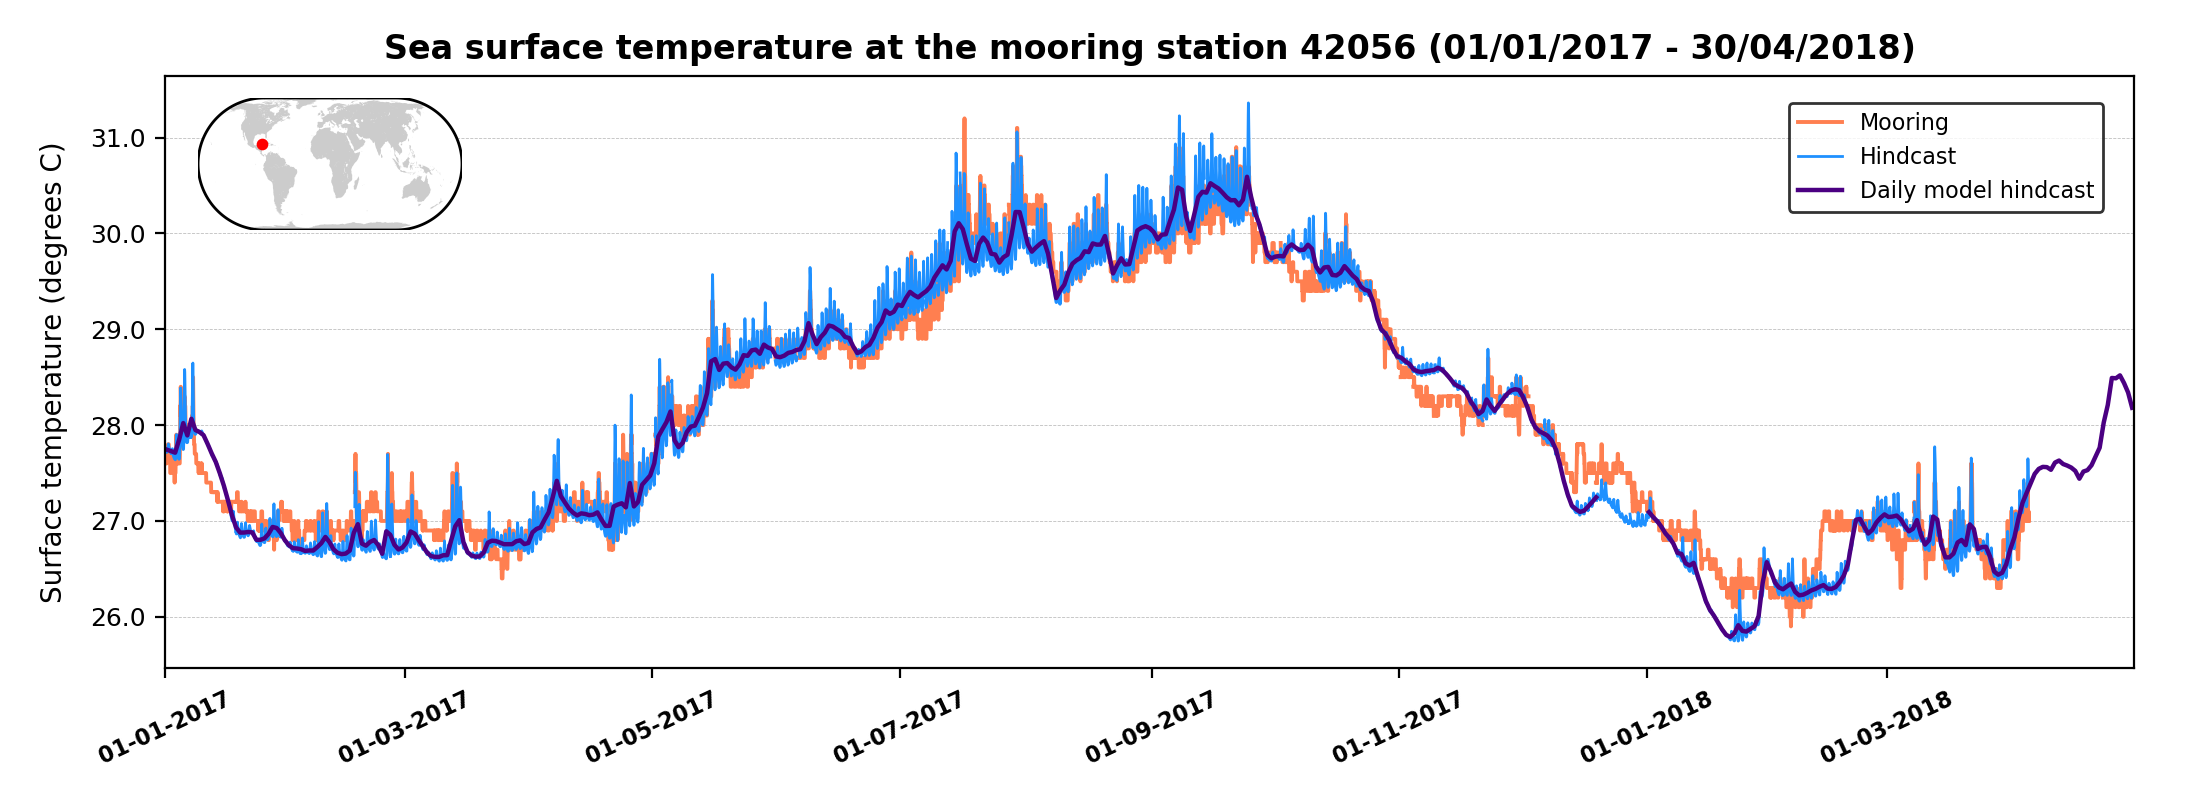 Sea surface temperature at the mooring station 42056 (01/01/2017 - 30/04/2018)
Surface temperature (degrees C)
31.0
30.0
29.0
28.0
27.0
26.0
Mooring
Hindcast
Daily model hindcast
01-01-2017
01-03-2017
01-05-2017
01-07-2017
01-09-2017
01-11-2017
01-01-2018
01-03-2018